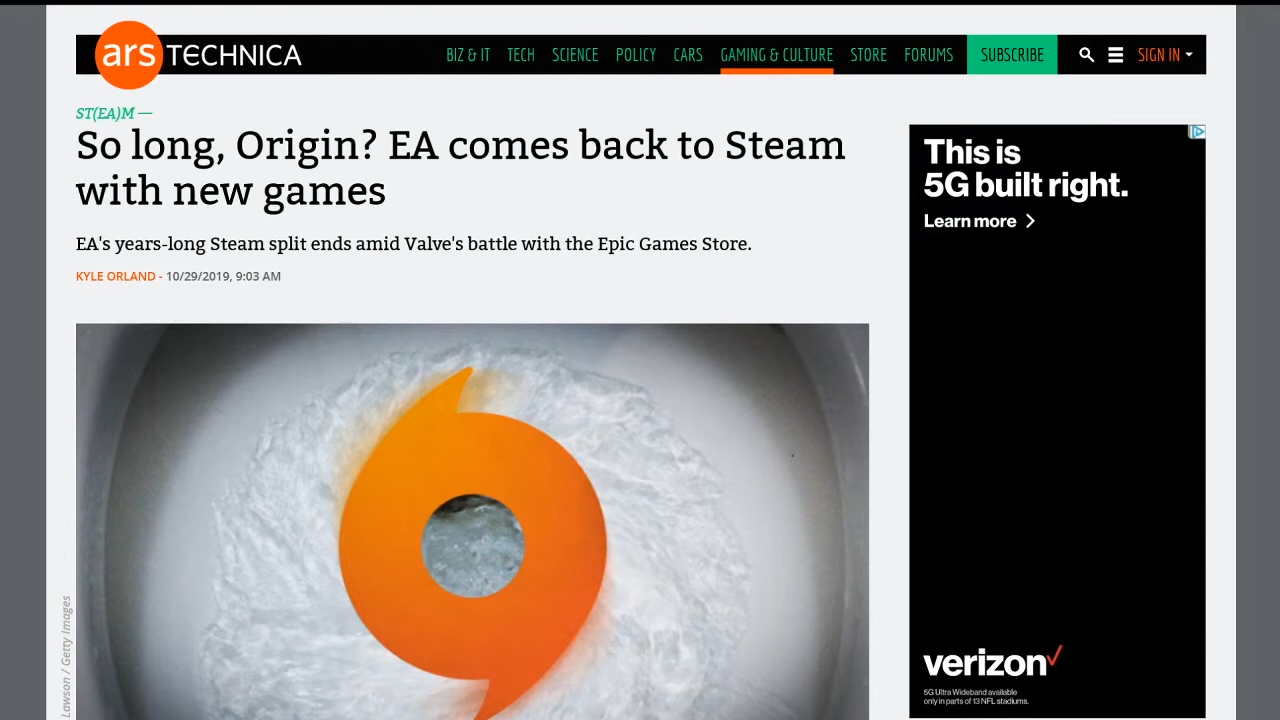 ars TECHNICA
BIZ & IT TECH SCIENCE POLICY CARS GAMING & CULTURE STORE FORUMS SUBSCRIBE SIGN IN
ST(EA)M —
So long, Origin? EA comes back to Steam
with new games
EA's years-long Steam split ends amid Valve's battle with the Epic Games Store.
KYLE ORLAND - 10/29/2019, 9:03 AM
Lawson / Getty Images
This is
5G built right.
Learn more
verizon
5G Ultra Wideband available
only in parts of 13 NFL stadiums.